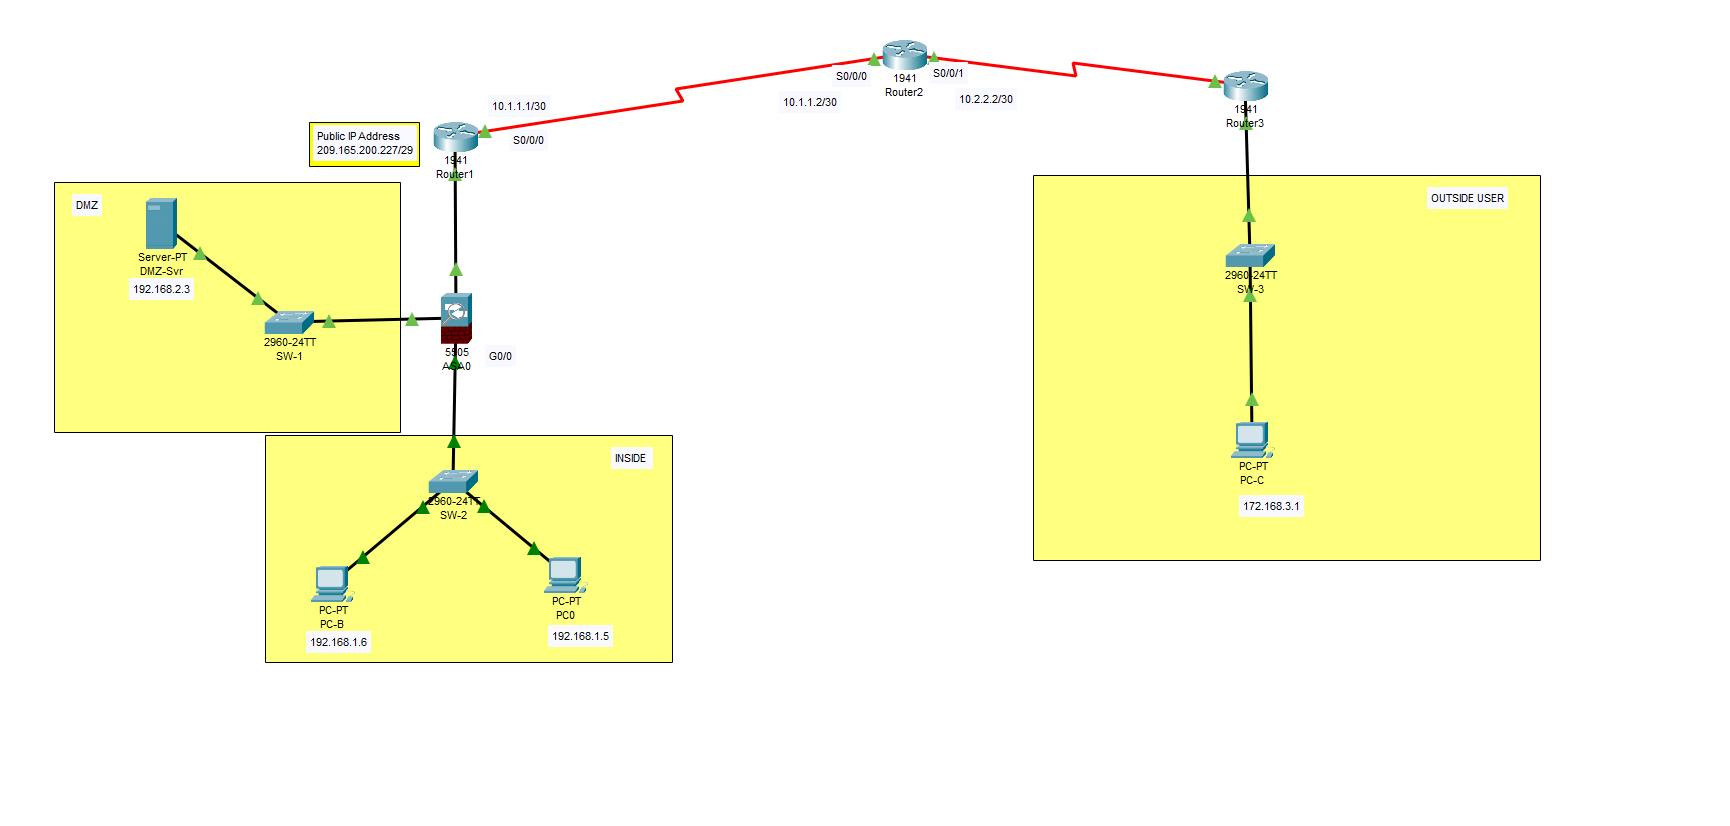 1941
Router2
S0/0/0
S0/0/1
10.1.1.2/30
10.2.2.2/30
1941
Router3
10.1.1.1/30
S0/0/0
Public IP Address
209.165.200.227/29
1941
Router1
DMZ
Server-PT
DMZ-Svr
192.168.2.3
2960-24TT
SW-1
5505
ASA0
G0/0
INSIDE
2960-24TT
SW-2
PC-PT
PC-B
192.168.1.6
PC-PT
PC0
192.168.1.5
OUTSIDE USER
2960-24TT
SW-3
PC-PT
PC-C
172.168.3.1